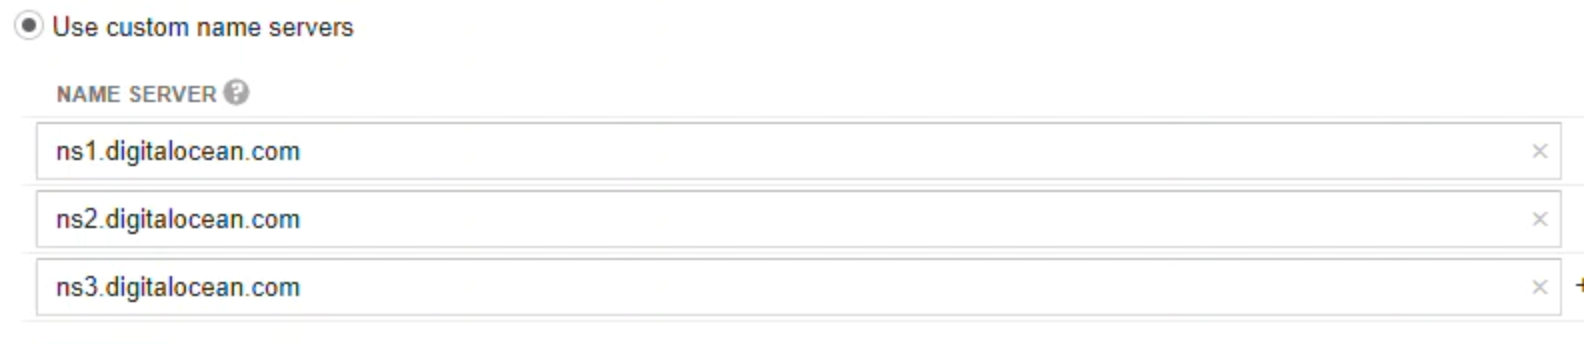 Use custom name servers
NAME SERVER ?
ns1.digitalocean.com ×
ns2.digitalocean.com ×
ns3.digitalocean.com × +